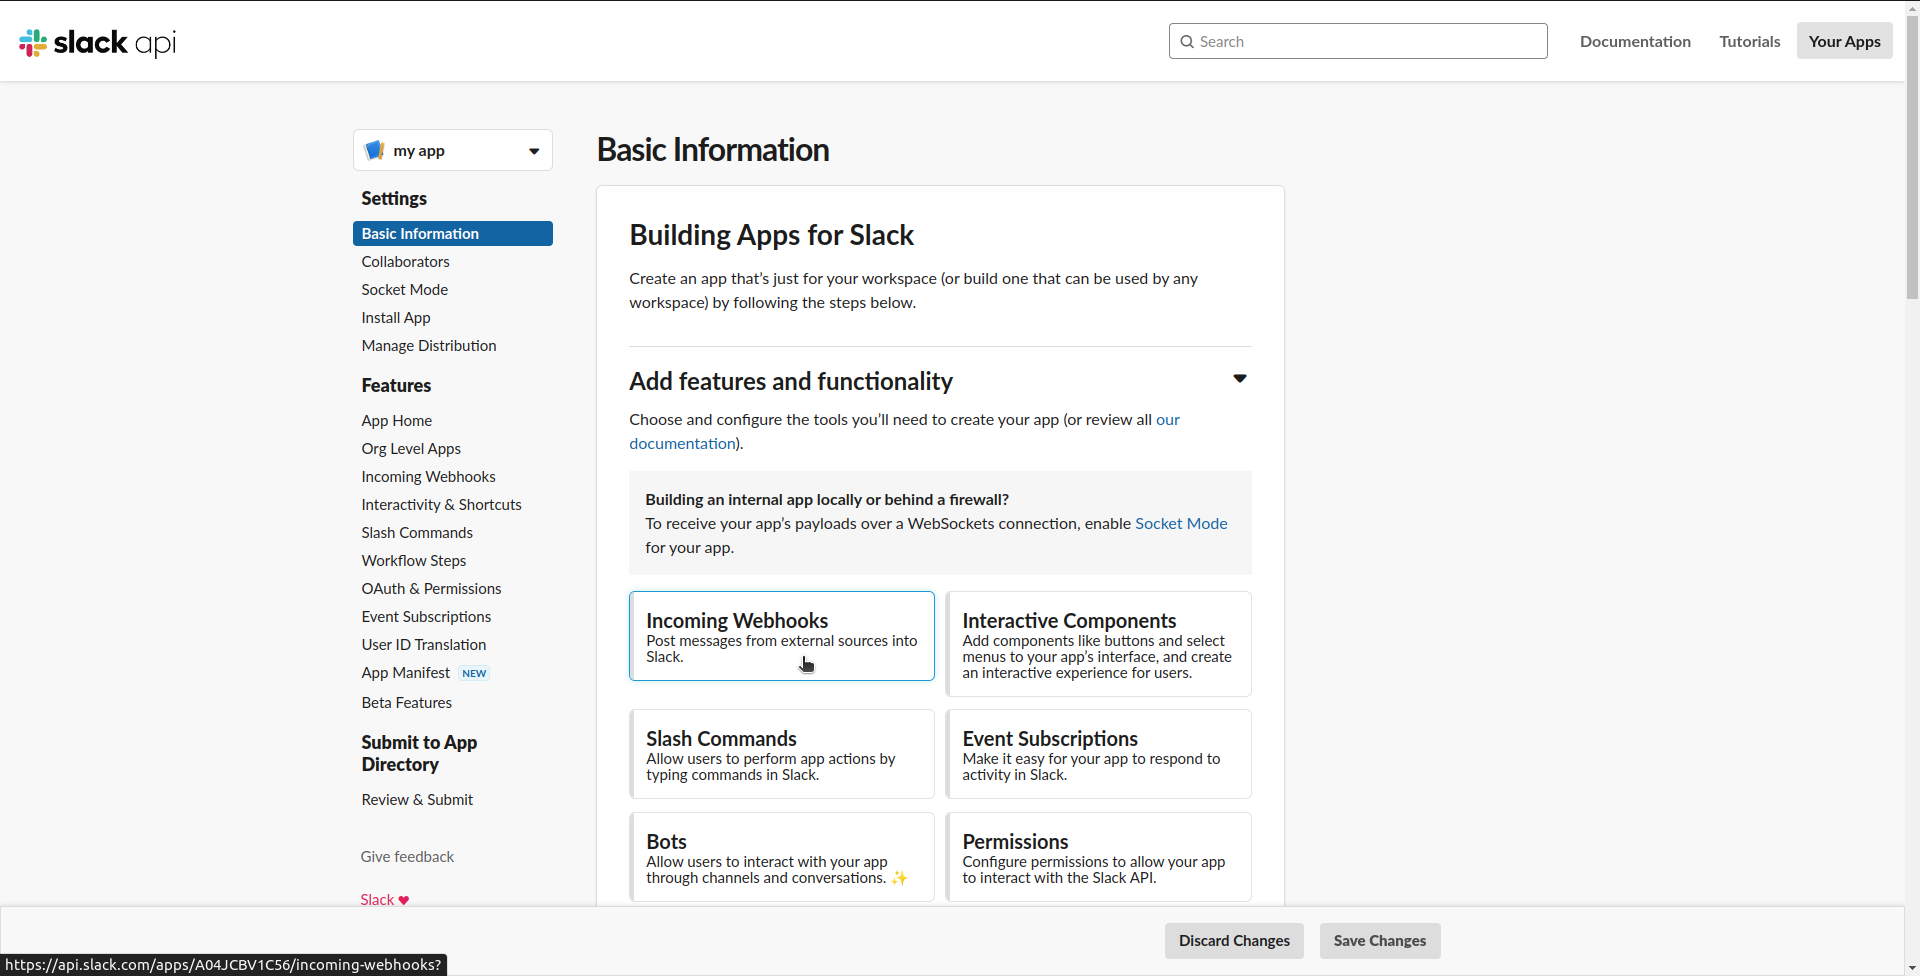 slack api
Search
Documentation
Tutorials
Your Apps
my app
Settings
Basic Information
Collaborators
Socket Mode
Install App
Manage Distribution
Features
App Home
Org Level Apps
Incoming Webhooks
Interactivity & Shortcuts
Slash Commands
Workflow Steps
OAuth & Permissions
Event Subscriptions
User ID Translation
App Manifest NEW
Beta Features
Submit to App
Directory
Review & Submit
Give feedback
Slack ♥
Basic Information
Building Apps for Slack
Create an app that’s just for your workspace (or build one that can be used by any
workspace) by following the steps below.
Add features and functionality
Choose and configure the tools you’ll need to create your app (or review all our
documentation).
Building an internal app locally or behind a firewall?
To receive your app’s payloads over a WebSockets connection, enable Socket Mode
for your app.
Incoming Webhooks
Post messages from external sources into
Slack.
Interactive Components
Add components like buttons and select
menus to your app’s interface, and create
an interactive experience for users.
Slash Commands
Allow users to perform app actions by
typing commands in Slack.
Event Subscriptions
Make it easy for your app to respond to
activity in Slack.
Bots
Allow users to interact with your app
through channels and conversations. ✨
Permissions
Configure permissions to allow your app
to interact with the Slack API.
Discard Changes
Save Changes
https://api.slack.com/apps/A04JCBV1C56/incoming-webhooks?